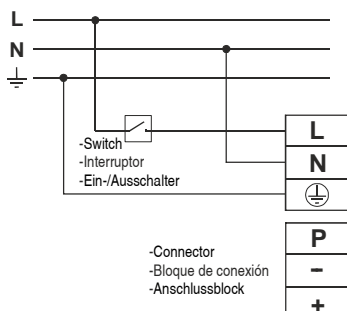 L
N
-Switch
-Interruptor
-Ein-/Ausschalter
L
N
-Connector
-Bloque de conexión
-Anschlussblock
P
-
+